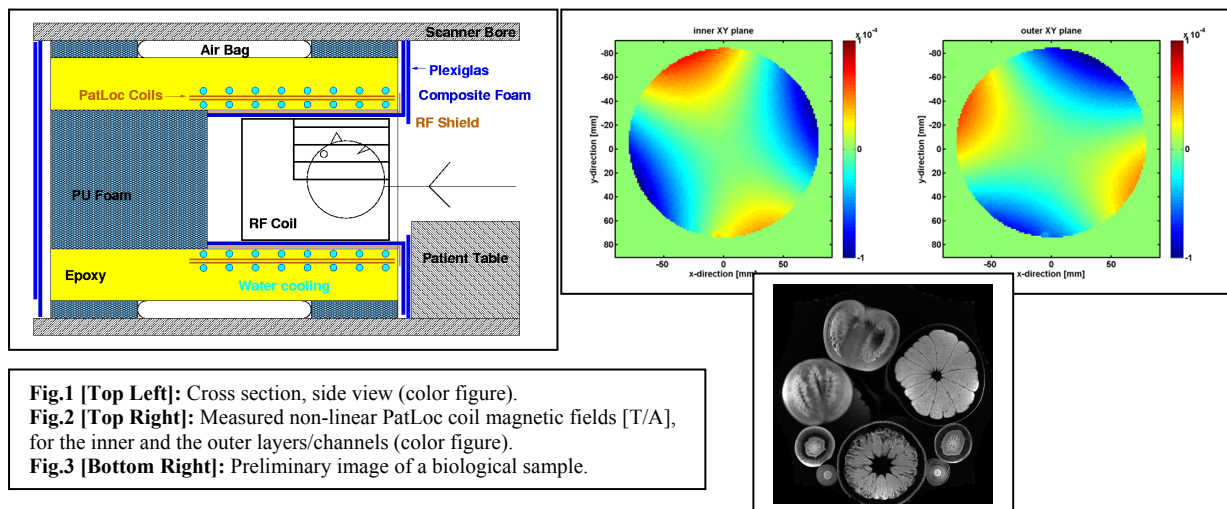 Scanner Bore
Air Bag
Plexiglas
PatLoc Coils
Composite Foam
RF Shield
PU Foam
RF Coil
Patient Table
Epoxy
Water cooling
inner XY plane
x 10⁻⁴
1
0
-1
-80
-60
-40
-20
0
20
40
60
80
y-direction [mm]
-50
0
50
x-direction [mm]
outer XY plane
x 10⁻⁴
1
0
-1
-80
-60
-40
-20
0
20
40
60
80
y-direction [mm]
-50
0
50
x-direction [mm]
Fig.1 [Top Left]: Cross section, side view (color figure).
Fig.2 [Top Right]: Measured non-linear PatLoc coil magnetic fields [T/A],
for the inner and the outer layers/channels (color figure).
Fig.3 [Bottom Right]: Preliminary image of a biological sample.